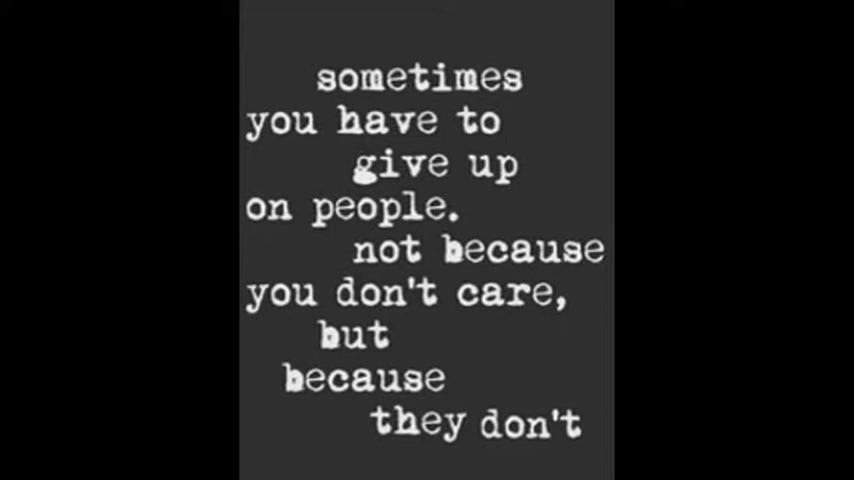 sometimes
you have to
give up
on people.
not because
you don't care,
but
because
they don't